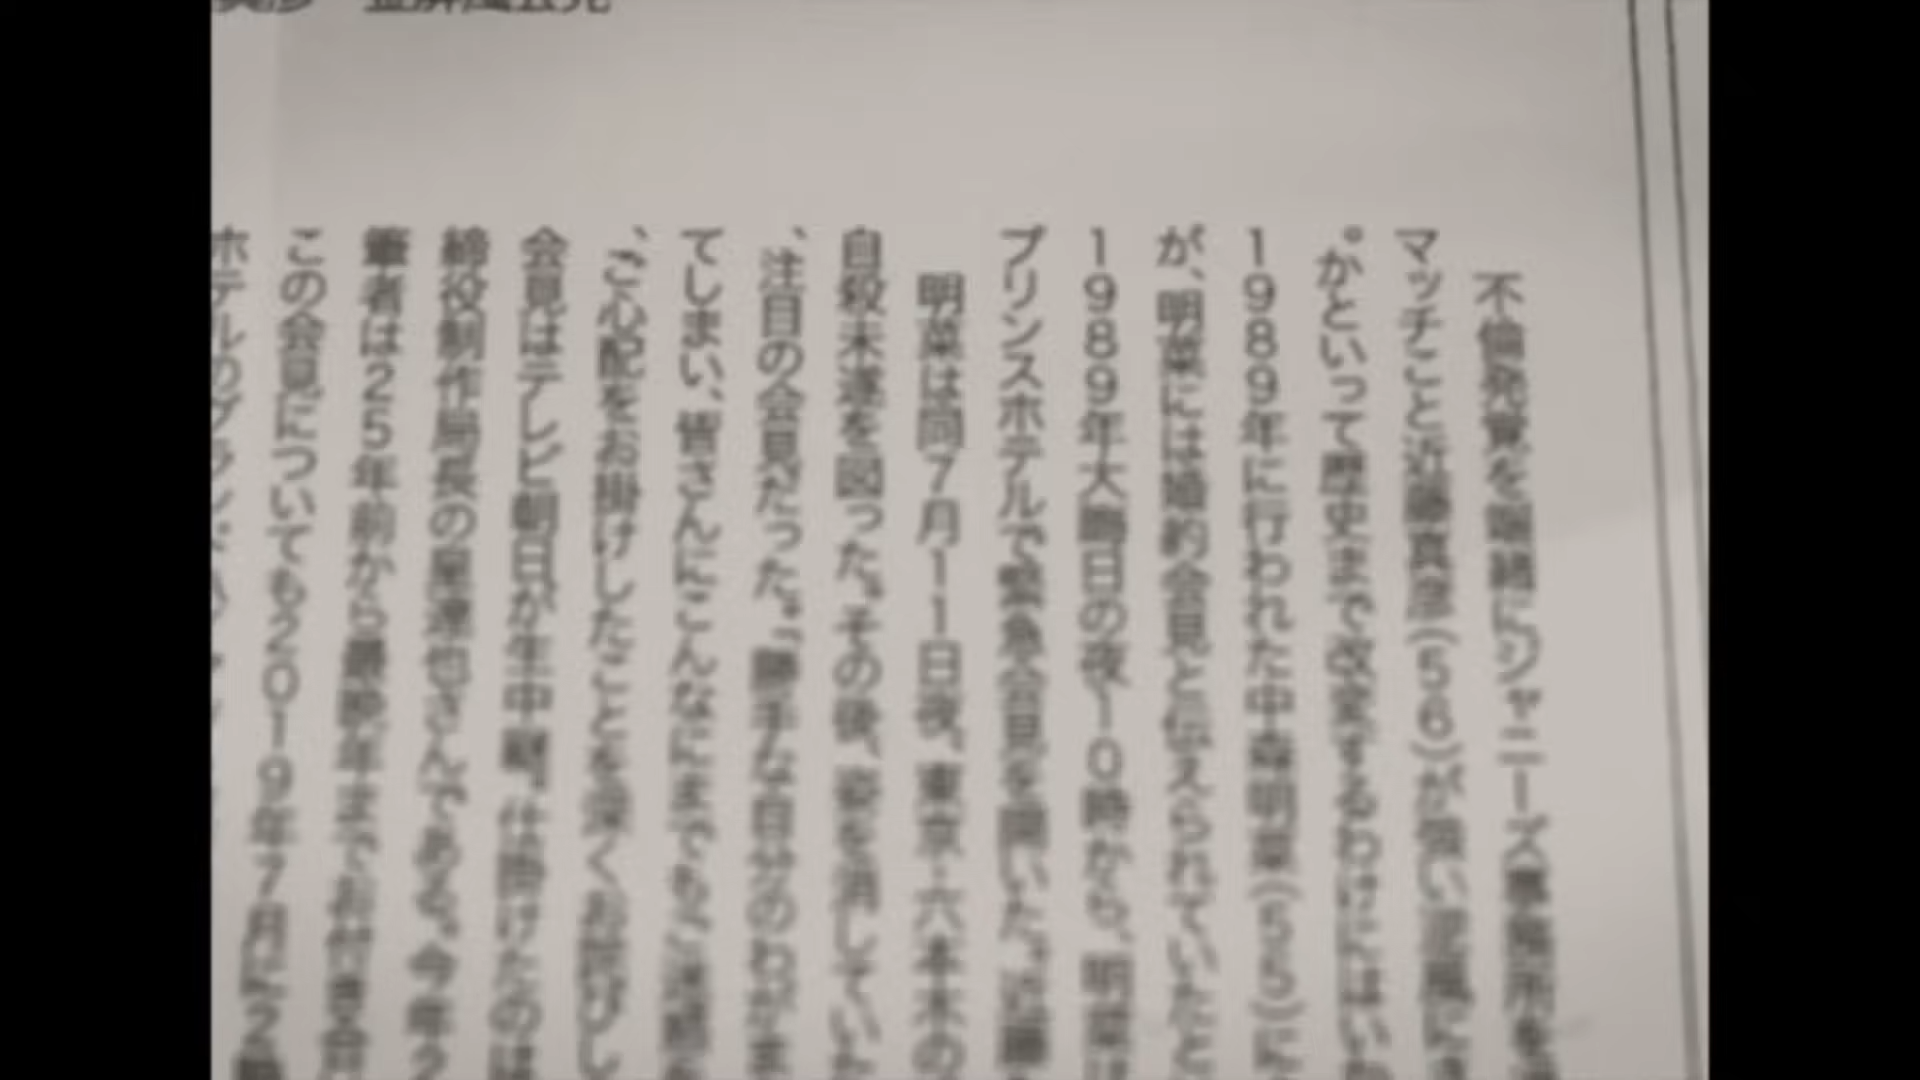 不倫発覚を端緒にジャニーズ事務所を
マッチこと近藤真彦(56)が強い逆風にさ
。かといって歴史まで改変するわけにはいか
1989年に行われた中森明菜(55)に
が、明菜には婚約会見と伝えられていたと
1989年大晦日の夜10時から、明菜は
プリンスホテルで緊急会見を開いた。近藤
明菜は同7月11日夜、東京・六本木の
自殺未遂を図った。その後、姿を消してい
、注目の会見だった。「勝手な自分のわがま
てしまい、皆さんにこんなにまでも
、ご心配をお掛けしたことを深くお詫びし
会見はテレビ朝日が生中継。仕掛けたのは
締役制作局長の皇達也さんである。今年
筆者は25年前から最晩年までお付き合
この会見についても2019年7月に2